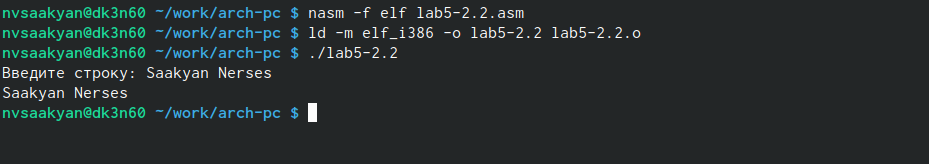 nvsaakyan@dk3n60 ~/work/arch-pc $ nasm -f elf lab5-2.2.asm
nvsaakyan@dk3n60 ~/work/arch-pc $ ld -m elf_i386 -o lab5-2.2 lab5-2.2.o
nvsaakyan@dk3n60 ~/work/arch-pc $ ./lab5-2.2
Введите строку: Saakyan Nerses
Saakyan Nerses
nvsaakyan@dk3n60 ~/work/arch-pc $